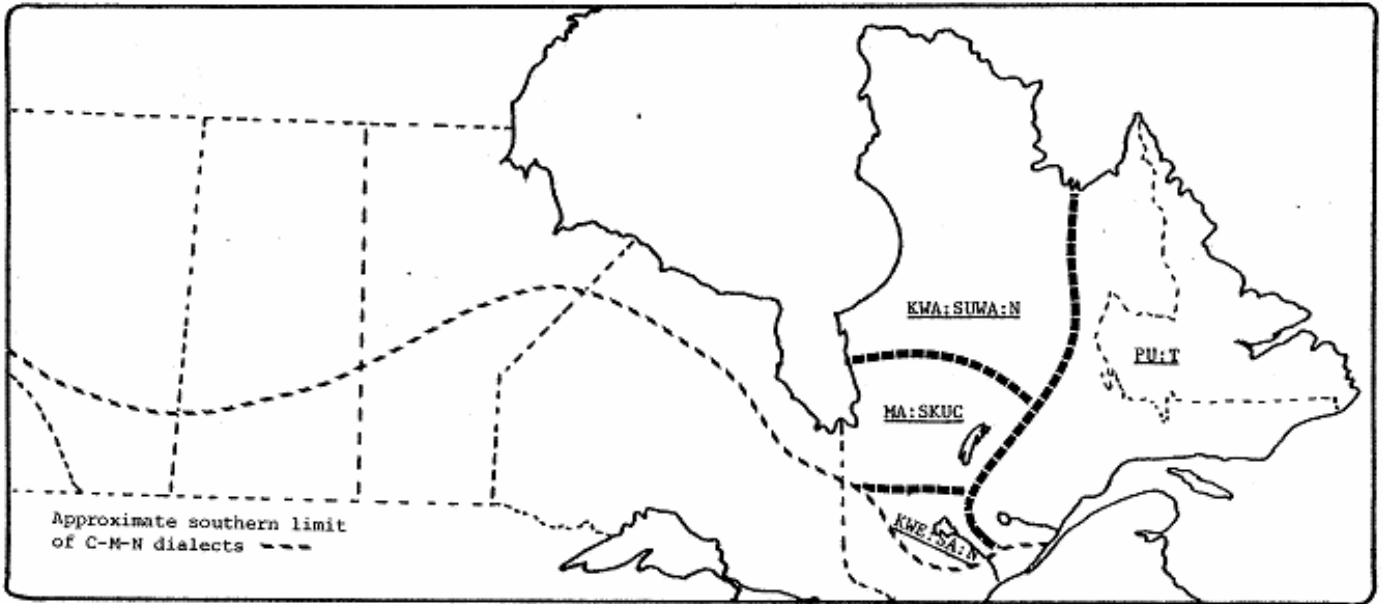 KWA:SUWA:N
PU:T
MA:SKUC
KWE:SA:N
Approximate southern limit
of C-M-N dialects